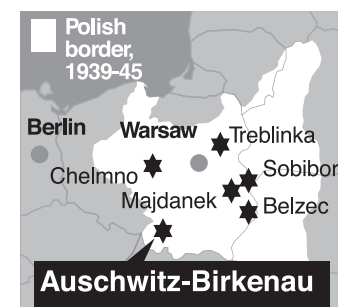 Polish
border,
1939-45
Berlin
Warsaw
Treblinka
Chelmno
Sobibor
Majdanek
Belzec
Auschwitz-Birkenau